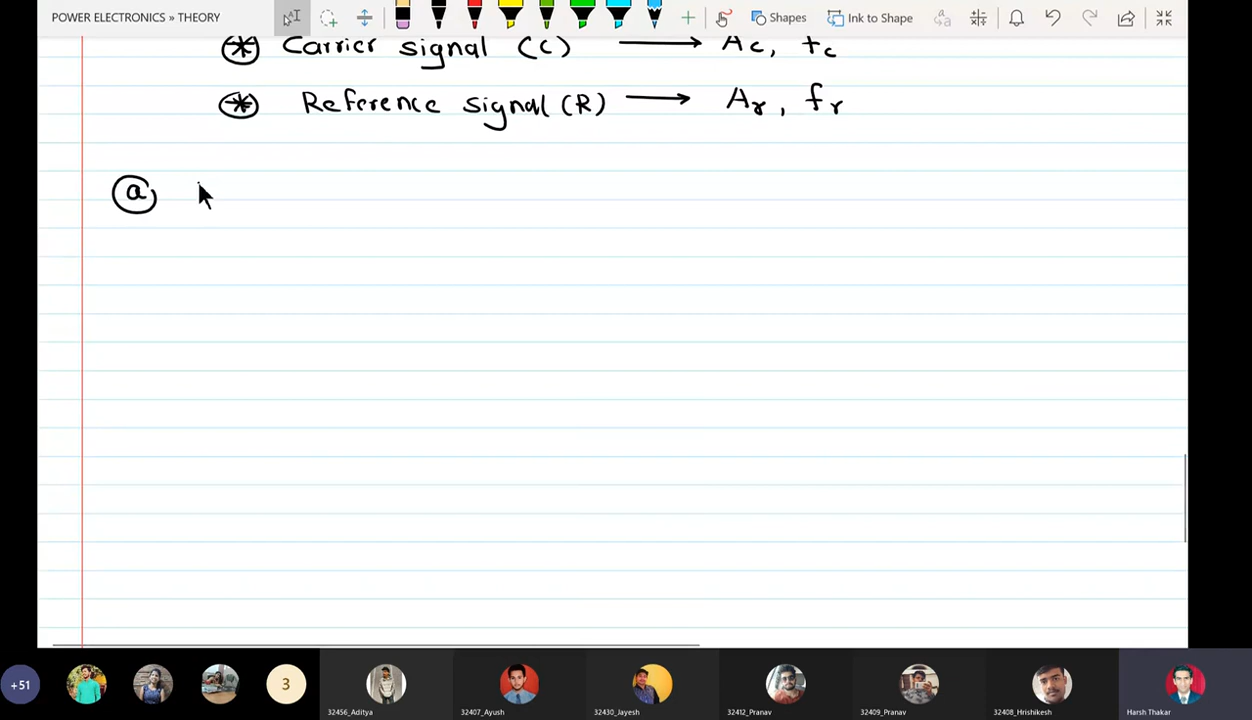 POWER ELECTRONICS » THEORY
Shapes
Ink to Shape
* Carrier signal (C) → Ac, fc
* Reference signal (R) → Ar, fr
a
+51
3
32456_Aditya
32407_Ayush
32430_Jayesh
32412_Pranav
32409_Pranav
32408_Hrishikesh
Harsh Thakar